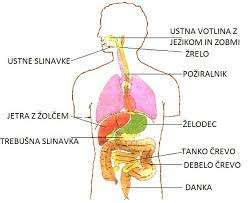 USTNA VOTLINA Z
JEZIKOM IN ZOBMI
ŽRELO
USTNE SLINAVKE
POŽIRALNIK
JETRA Z ŽOLČEM
ŽELODEC
TREBUŠNA SLINAVKA
TANKO ČREVO
DEBELO ČREVO
DANKA